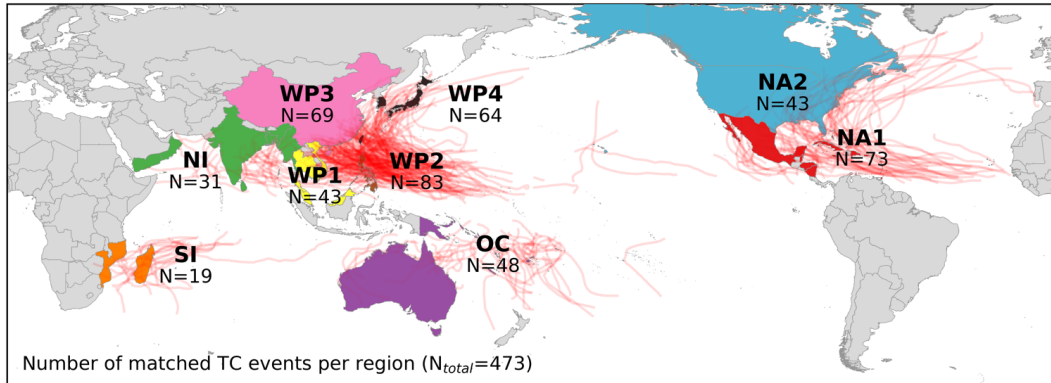 WP3
N=69
WP4
N=64
NA2
N=43
NA1
N=73
NI
N=31
WP1
N=43
WP2
N=83
SI
N=19
OC
N=48
Number of matched TC events per region (N_total=473)